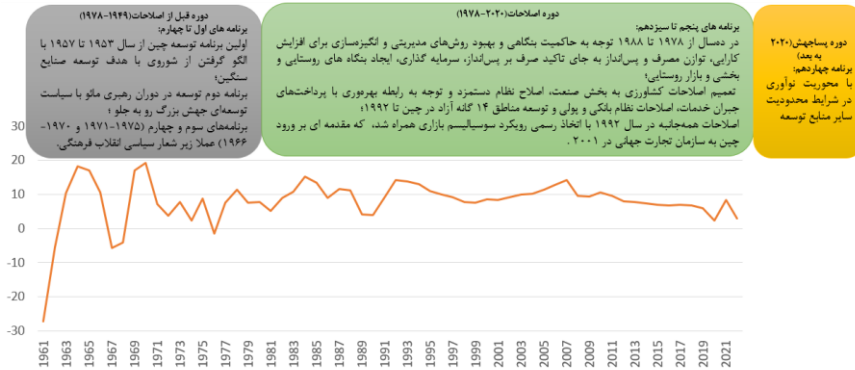 دوره قبل از اصلاحات(۱۹۷۸-۱۹۴۹)
برنامه های اول تا چهارم:
اولین برنامه توسعه چین از سال ۱۹۵۳ تا ۱۹۵۷ با
الگو گرفتن از شوروی با هدف توسعه صنایع
سنگین؛
برنامه دوم توسعه در دوران رهبری مائو با سیاست
توسعه‌ای جهش بزرگ رو به جلو ؛
برنامه‌های سوم و چهارم (۱۹۷۵-۱۹۷۱ و ۱۹۷۰-
۱۹۶۶) عملا زیر شعار سیاسی انقلاب فرهنگی.
دوره اصلاحات(۲۰۲۰-۱۹۷۸)
برنامه های پنجم تا سیزدهم:
در ده‌سال از ۱۹۷۸ تا ۱۹۸۸ توجه به حاکمیت بنگاهی و بهبود روش‌های مدیریتی و انگیزه‌سازی برای افزایش
کارایی، توازن مصرف و پس‌انداز به جای تاکید صرف بر پس‌انداز، سرمایه گذاری، ایجاد بنگاه های روستایی و
بخشی و بازار روستایی؛
تعمیم اصلاحات کشاورزی به بخش صنعت، اصلاح نظام دستمزد و توجه به رابطه بهره‌وری با پرداخت‌های
جبران خدمات، اصلاحات نظام بانکی و پولی و توسعه مناطق ۱۴ گانه آزاد در چین تا ۱۹۹۲؛
اصلاحات همه‌جانبه در سال ۱۹۹۲ با اتخاذ رسمی رویکرد سوسیالیسم بازاری همراه شد، که مقدمه ای بر ورود
چین به سازمان تجارت جهانی در ۲۰۰۱ .
دوره پساجهش(۲۰۲۰
به بعد)
برنامه چهاردهم:
با محوریت نوآوری
در شرایط محدودیت
سایر منابع توسعه
30
20
10
0
-10
-20
-30
1961
1963
1965
1967
1969
1971
1973
1975
1977
1979
1981
1983
1985
1987
1989
1991
1993
1995
1997
1999
2001
2003
2005
2007
2009
2011
2013
2015
2017
2019
2021